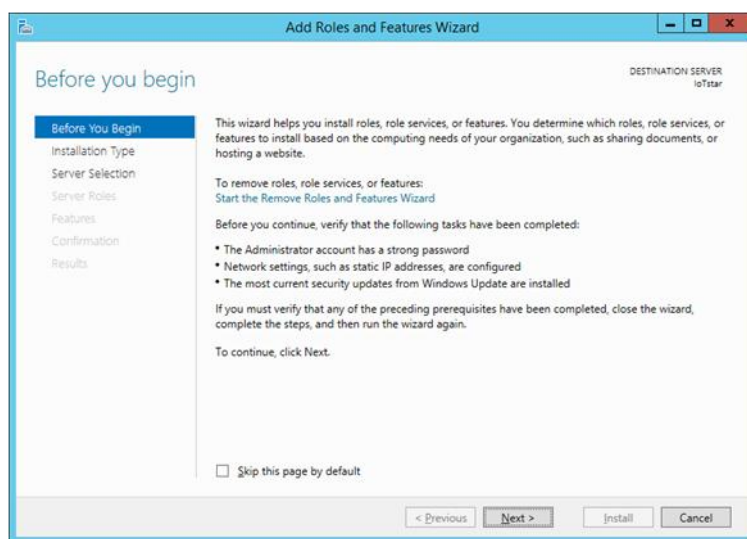 Add Roles and Features Wizard
Before you begin
DESTINATION SERVER
IoTstar
Before You Begin
Installation Type
Server Selection
Server Roles
Features
Confirmation
Results
This wizard helps you install roles, role services, or features. You determine which roles, role services, or
features to install based on the computing needs of your organization, such as sharing documents, or
hosting a website.
To remove roles, role services, or features:
Start the Remove Roles and Features Wizard
Before you continue, verify that the following tasks have been completed:
• The Administrator account has a strong password
• Network settings, such as static IP addresses, are configured
• The most current security updates from Windows Update are installed
If you must verify that any of the preceding prerequisites have been completed, close the wizard,
complete the steps, and then run the wizard again.
To continue, click Next.
Skip this page by default
< Previous
Next >
Install
Cancel